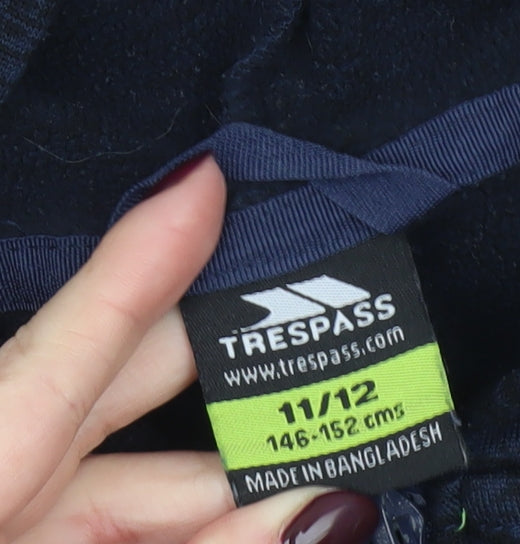 TRESPASS
www.trespass.com
11/12
146-152 cms
MADE IN BANGLADESH